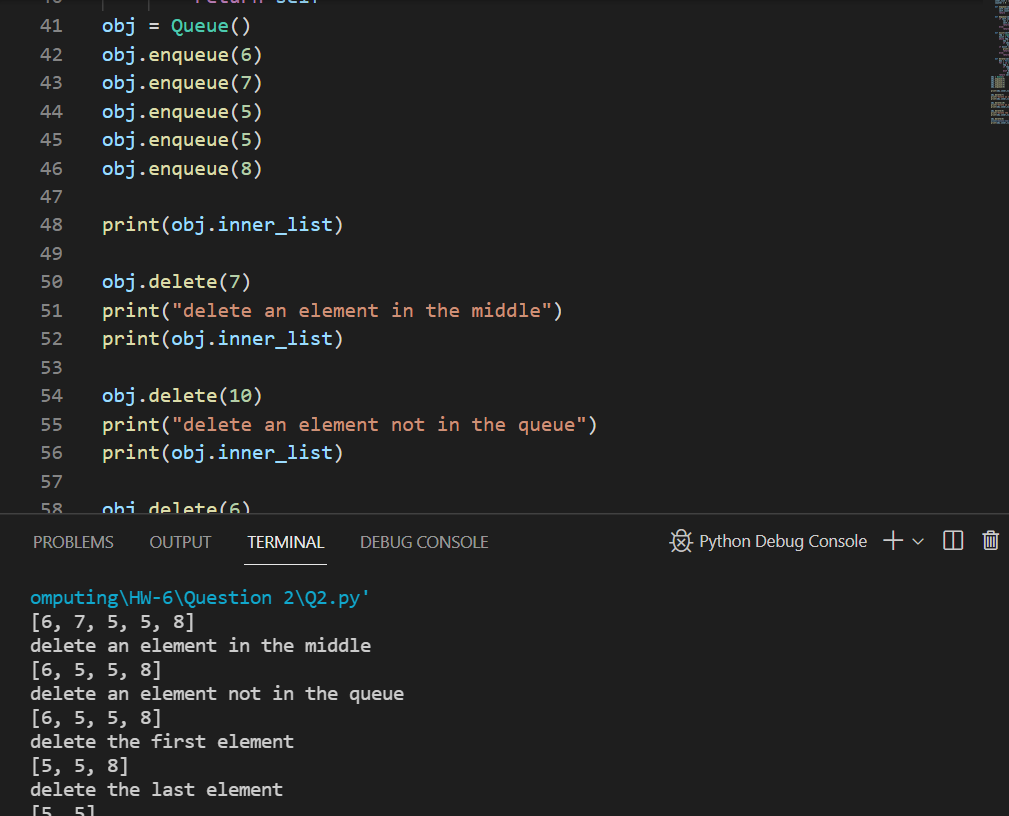 40 return self
41 obj = Queue()
42 obj.enqueue(6)
43 obj.enqueue(7)
44 obj.enqueue(5)
45 obj.enqueue(5)
46 obj.enqueue(8)
47
48 print(obj.inner_list)
49
50 obj.delete(7)
51 print("delete an element in the middle")
52 print(obj.inner_list)
53
54 obj.delete(10)
55 print("delete an element not in the queue")
56 print(obj.inner_list)
57
58 obj.delete(6)
PROBLEMS OUTPUT TERMINAL DEBUG CONSOLE Python Debug Console
omputing\HW-6\Question 2\Q2.py'
[6, 7, 5, 5, 8]
delete an element in the middle
[6, 5, 5, 8]
delete an element not in the queue
[6, 5, 5, 8]
delete the first element
[5, 5, 8]
delete the last element
[5, 5]